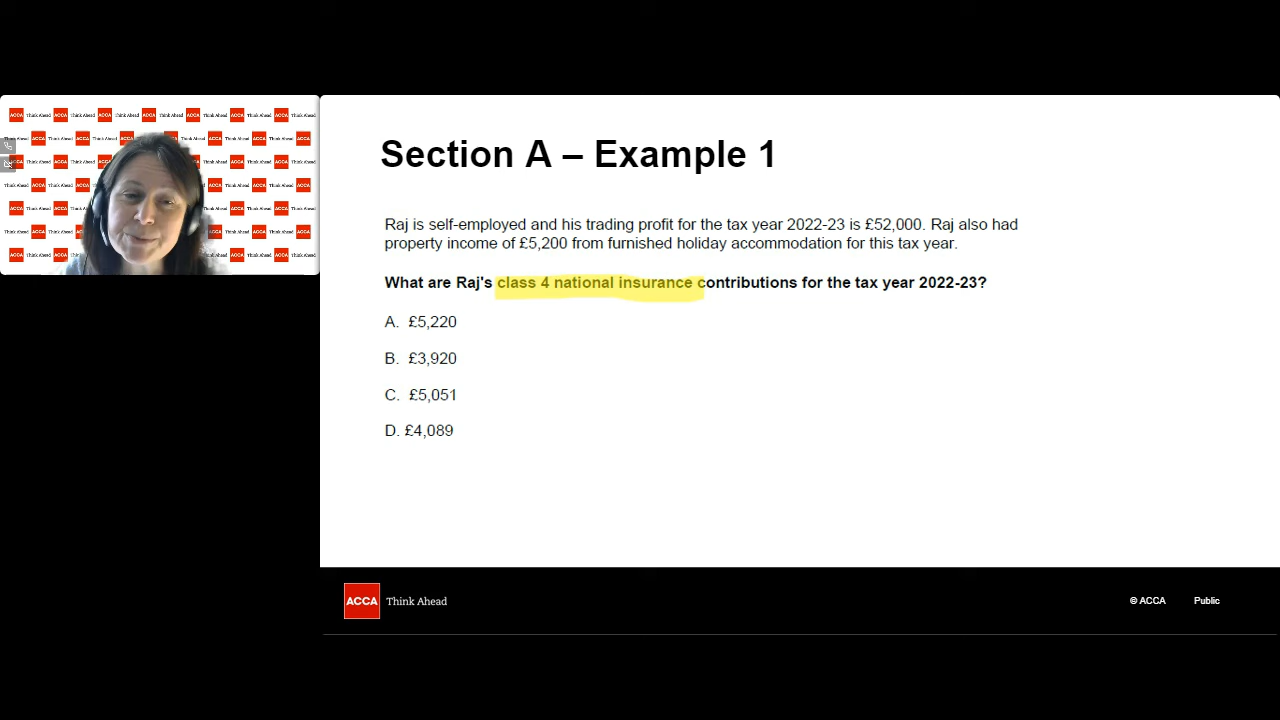 Section A – Example 1
Raj is self-employed and his trading profit for the tax year 2022-23 is £52,000. Raj also had
property income of £5,200 from furnished holiday accommodation for this tax year.
What are Raj's class 4 national insurance contributions for the tax year 2022-23?
A. £5,220
B. £3,920
C. £5,051
D. £4,089
ACCA Think Ahead
© ACCA Public